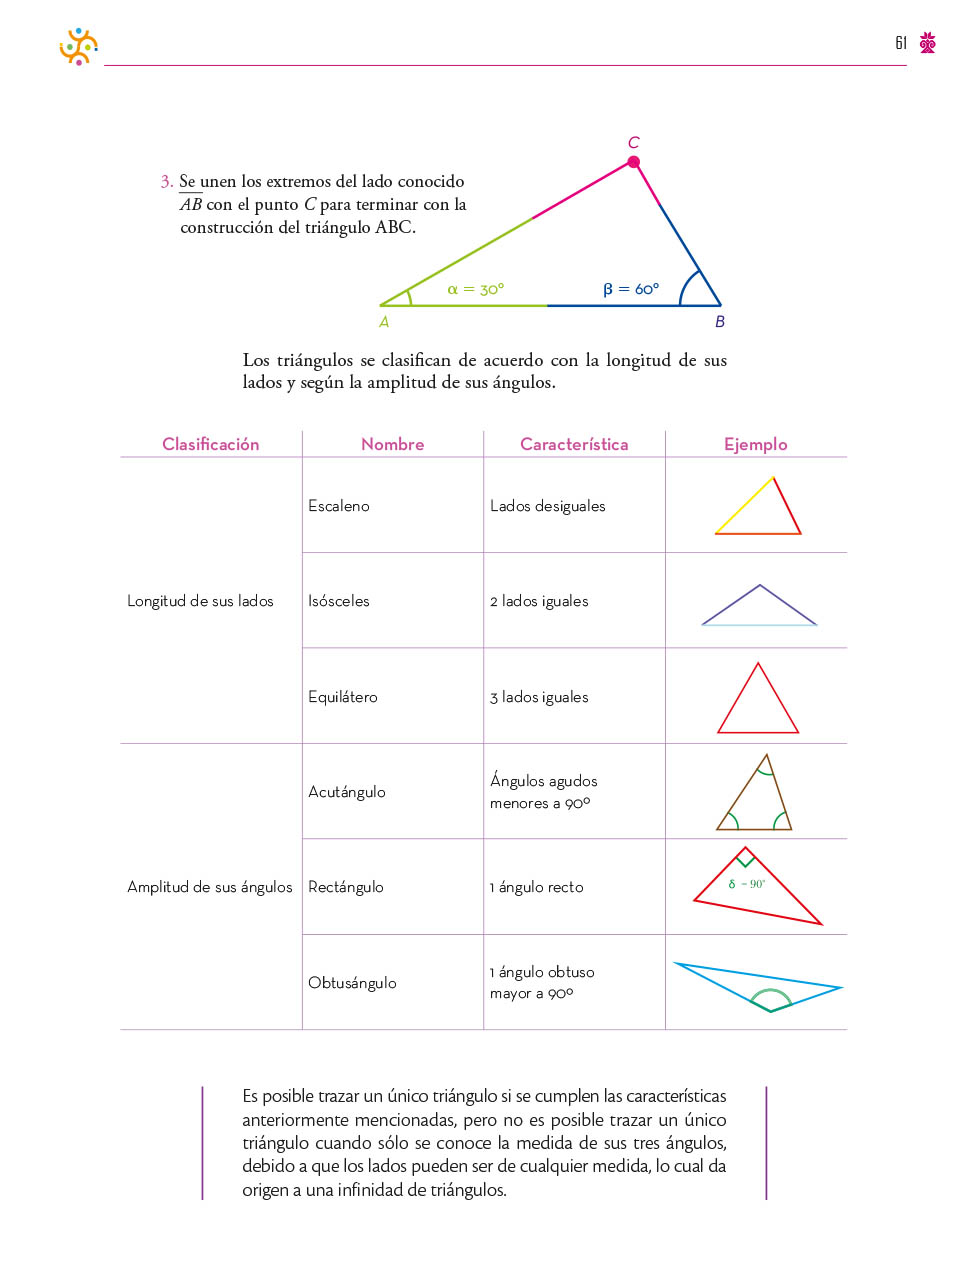 61
C
3. Se unen los extremos del lado conocido
AB con el punto C para terminar con la
construcción del triángulo ABC.
α = 30°
β = 60°
A
B
Los triángulos se clasifican de acuerdo con la longitud de sus
lados y según la amplitud de sus ángulos.
Clasificación Nombre Característica Ejemplo
Escaleno Lados desiguales
Longitud de sus lados Isósceles 2 lados iguales
Equilátero 3 lados iguales
Acutángulo Ángulos agudos
menores a 90º
Amplitud de sus ángulos Rectángulo 1 ángulo recto
δ = 90°
Obtusángulo 1 ángulo obtuso
mayor a 90º
Es posible trazar un único triángulo si se cumplen las características
anteriormente mencionadas, pero no es posible trazar un único
triángulo cuando sólo se conoce la medida de sus tres ángulos,
debido a que los lados pueden ser de cualquier medida, lo cual da
origen a una infinidad de triángulos.